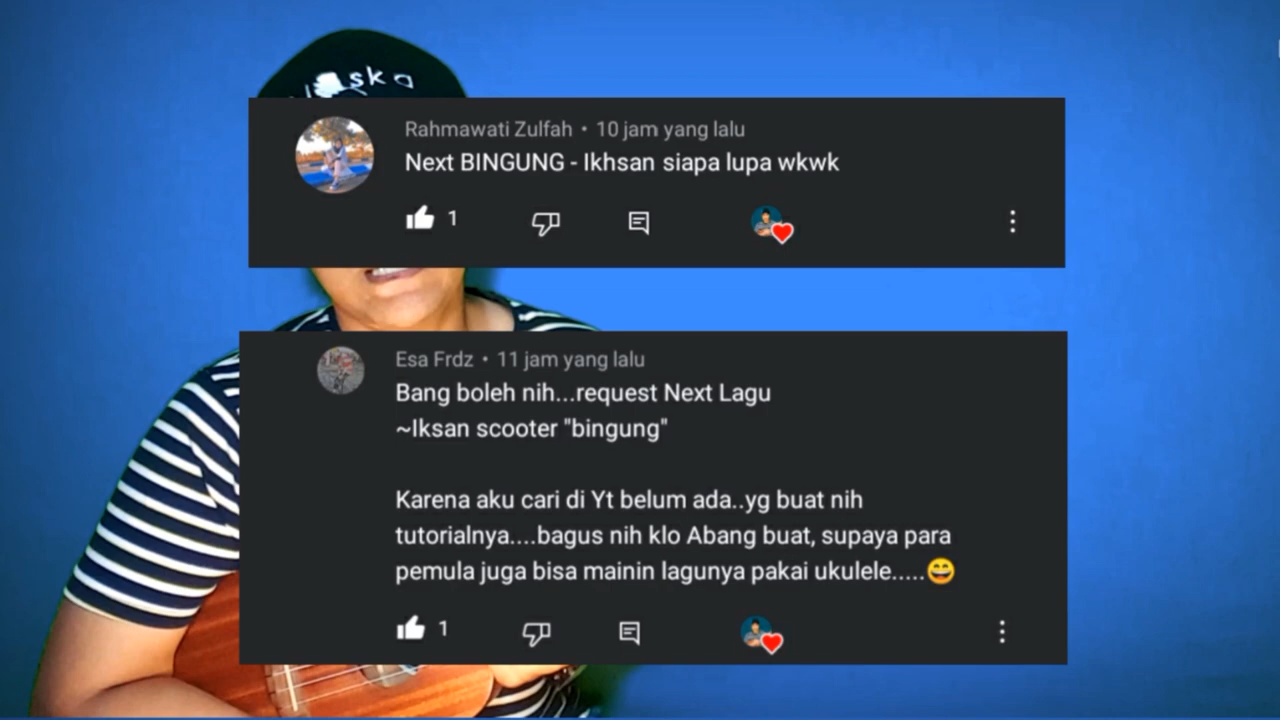 Rahmawati Zulfah • 10 jam yang lalu
Next BINGUNG - Ikhsan siapa lupa wkwk
1
Esa Frdz • 11 jam yang lalu
Bang boleh nih...request Next Lagu
~Iksan scooter "bingung"
Karena aku cari di Yt belum ada..yg buat nih
tutorialnya....bagus nih klo Abang buat, supaya para
pemula juga bisa mainin lagunya pakai ukulele.....😄
1